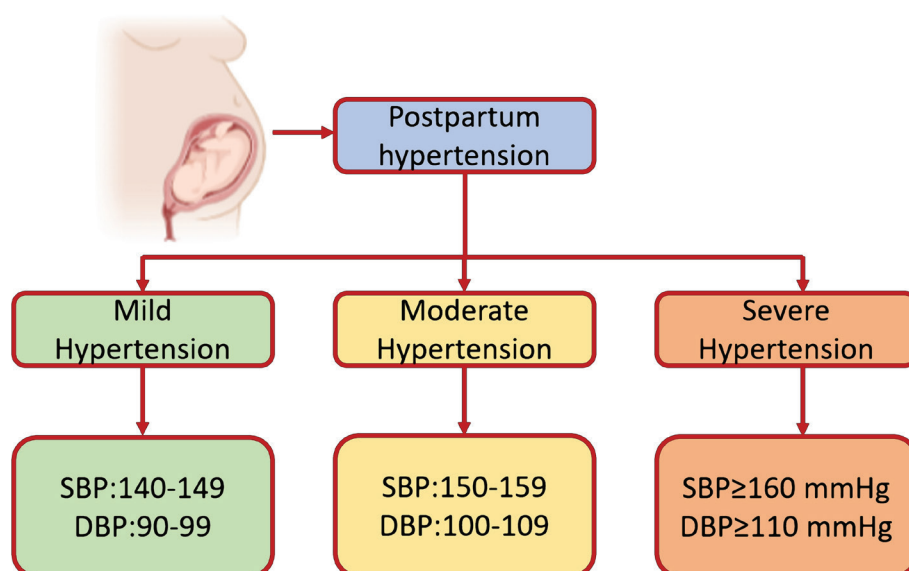 Postpartum
hypertension
Mild
Hypertension
Moderate
Hypertension
Severe
Hypertension
SBP:140-149
DBP:90-99
SBP:150-159
DBP:100-109
SBP≥160 mmHg
DBP≥110 mmHg